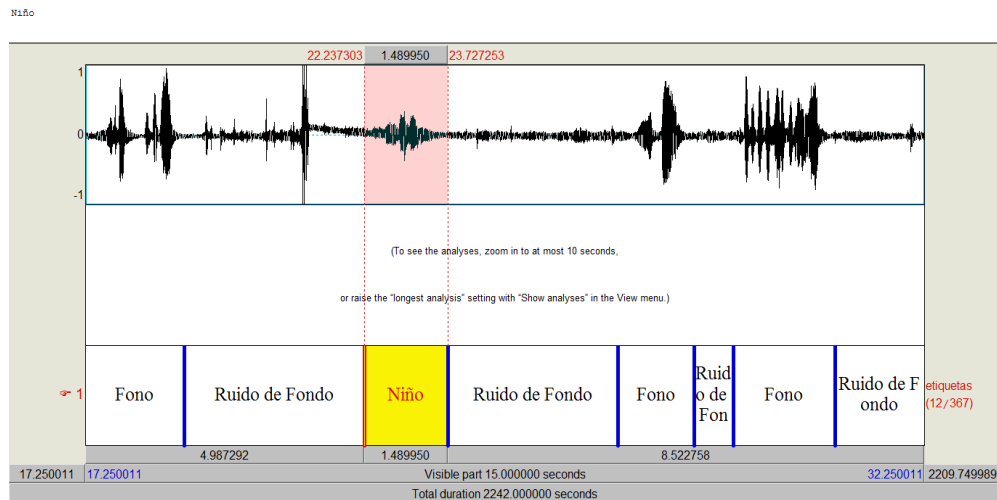 Niño
22.237303 1.489950 23.727253
1
0
-1
(To see the analyses, zoom in to at most 10 seconds,
or raise the "longest analysis" setting with "Show analyses" in the View menu.)
☞ 1 Fono Ruido de Fondo Niño Ruido de Fondo Fono Ruid
o de
Fon Fono Ruido de F
ondo etiquetas
(12/367)
4.987292 1.489950 8.522758
17.250011 17.250011 Visible part 15.000000 seconds 32.250011 2209.749989
Total duration 2242.000000 seconds